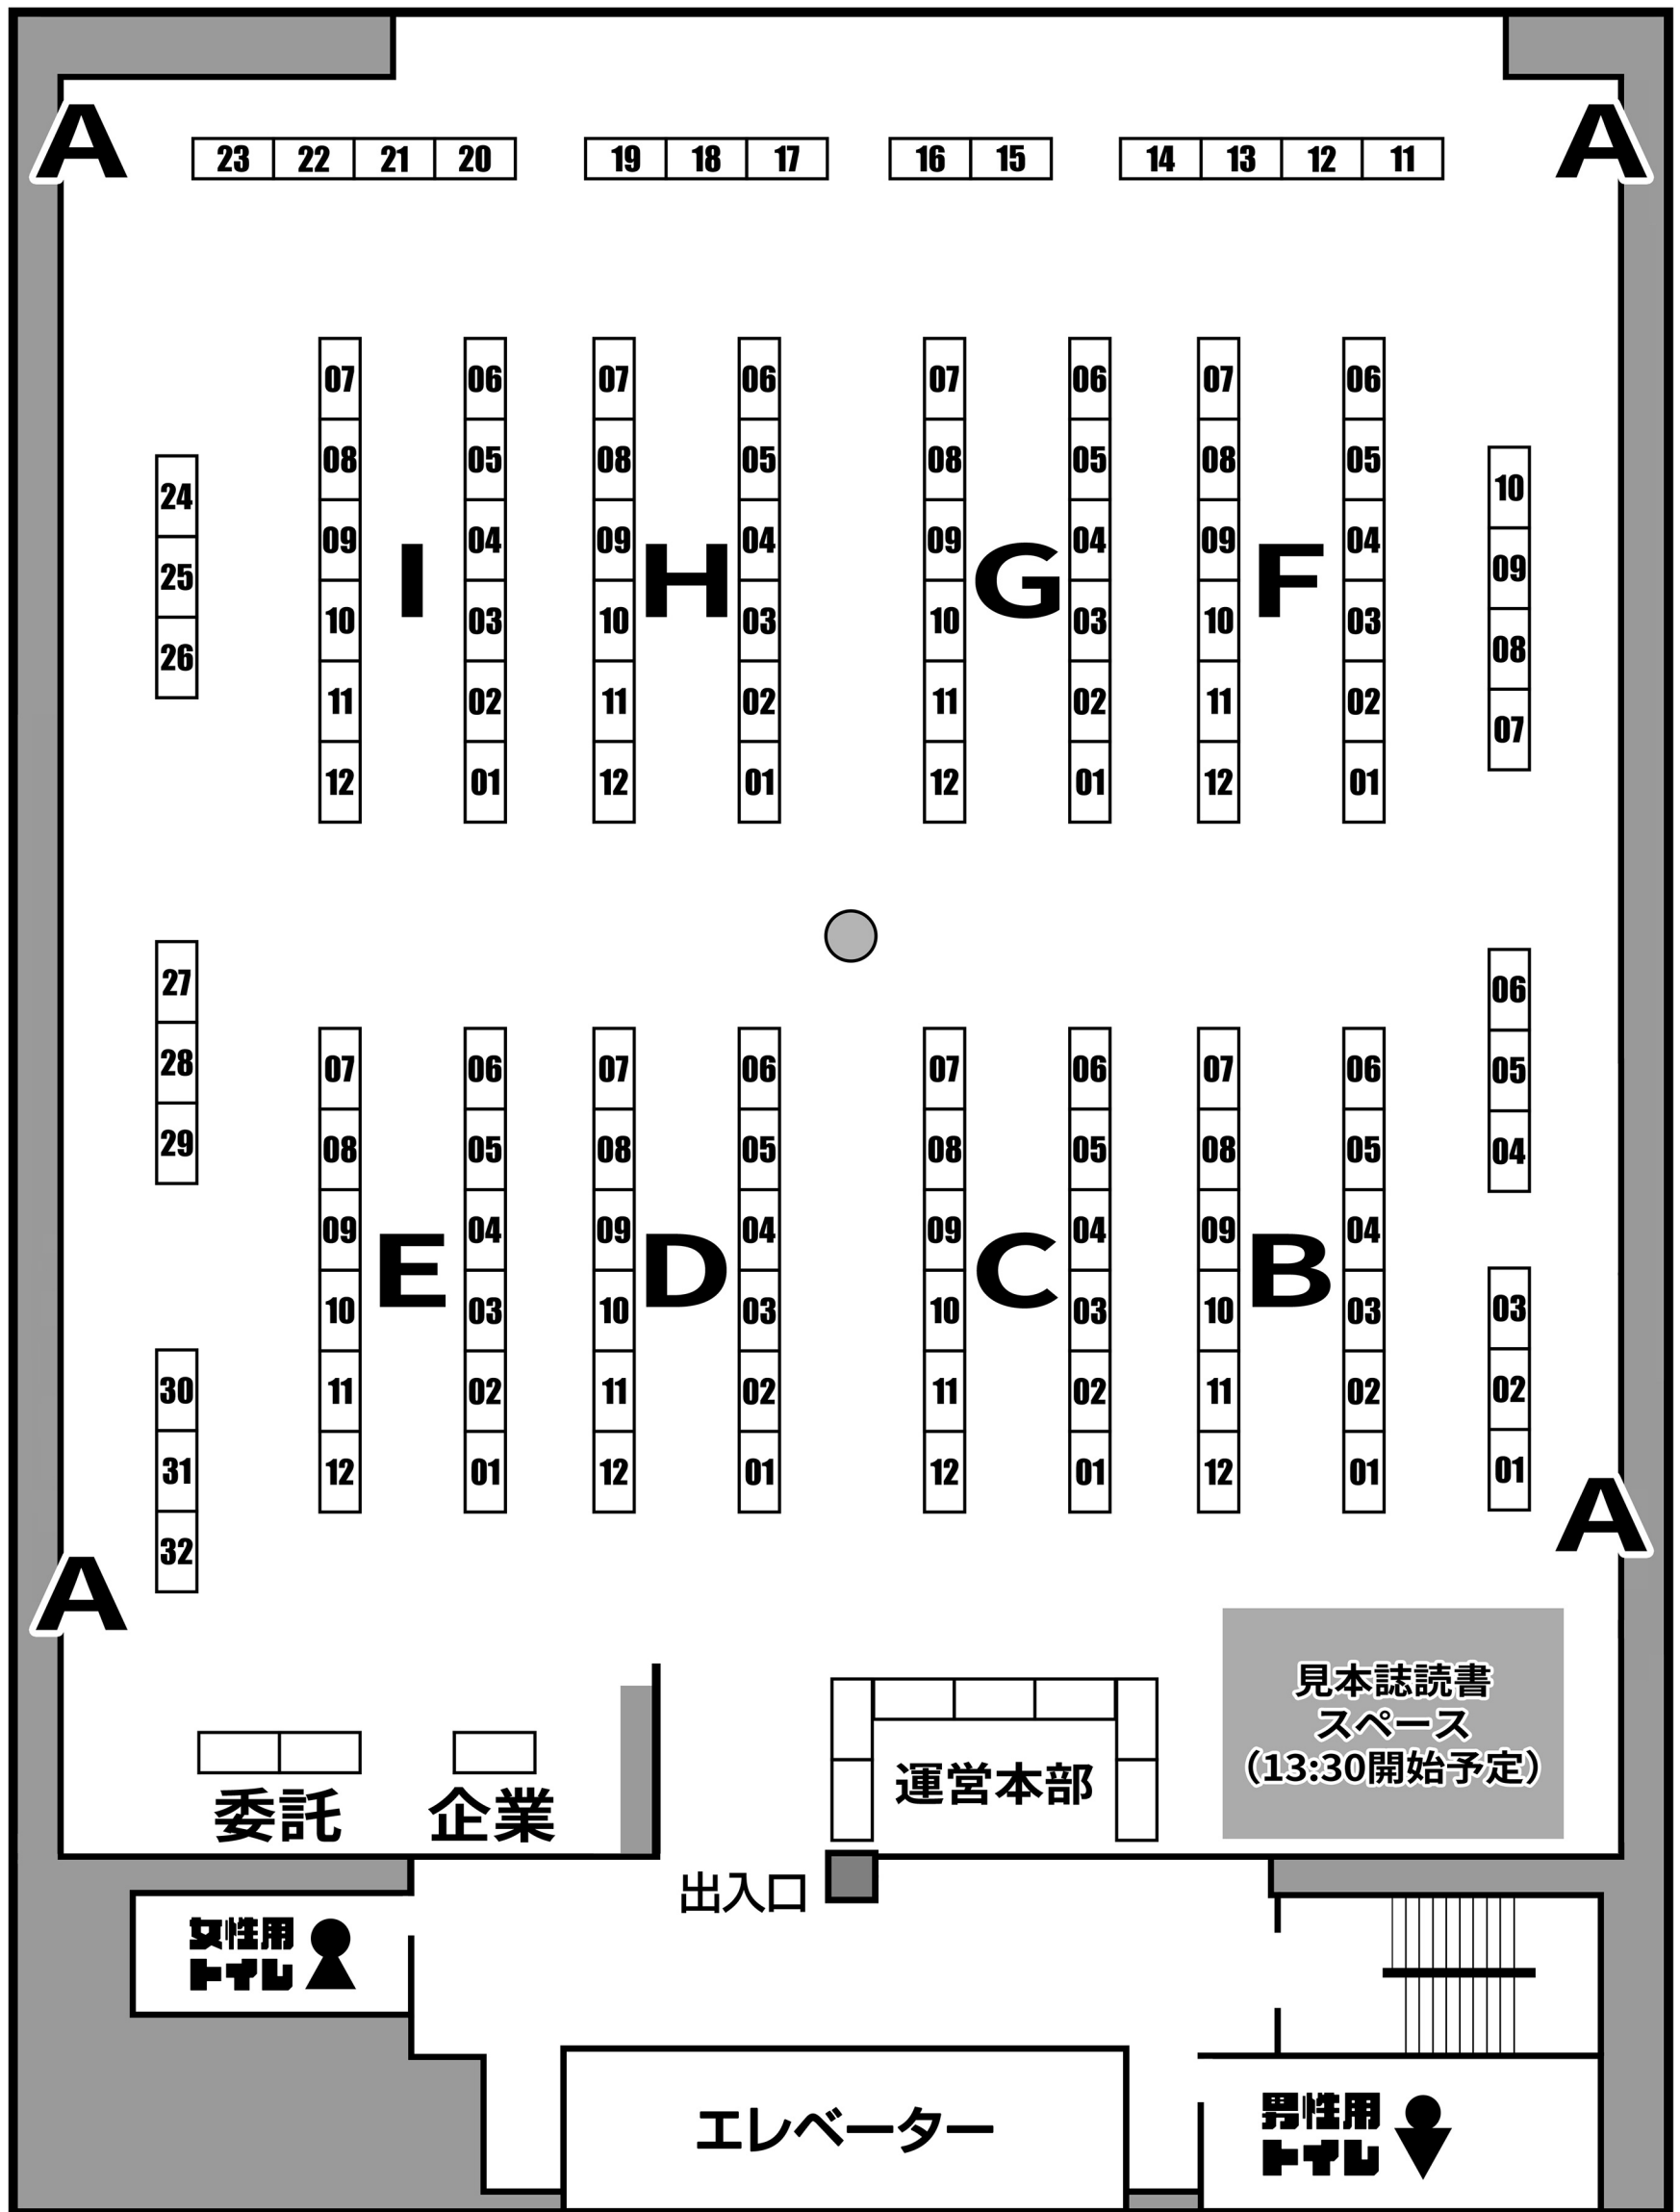 A
A
23 22 21 20 19 18 17 16 15 14 13 12 11
07 06 07 06 07 06 07 06
08 05 08 05 08 05 08 05
10
24
09 04 09 04 09 04 09 04
09
25
I H G F
10 03 10 03 10 03 10 03
08
26
11 02 11 02 11 02 11 02
07
12 01 12 01 12 01 12 01
27
06
28
07 06 07 06 07 06 07 06
05
29
08 05 08 05 08 05 08 05
04
09 04 09 04 09 04 09 04
E D C B
10 03 10 03 10 03 10 03
03
30
11 02 11 02 11 02 11 02
02
31
12 01 12 01 12 01 12 01
01
A
32
A
見本誌読書
スペース
(13:30開始予定)
委託
企業
運営本部
出入口
女性用
トイレ
エレベーター
男性用
トイレ